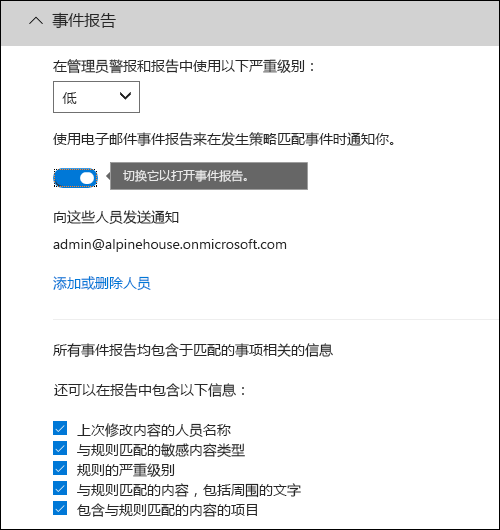 事件报告
在管理员警报和报告中使用以下严重级别：
低
使用电子邮件事件报告来在发生策略匹配事件时通知你。
切换它以打开事件报告。
向这些人员发送通知
admin@alpinehouse.onmicrosoft.com
添加或删除人员
所有事件报告均包含于匹配的事项相关的信息
还可以在报告中包含以下信息：
上次修改内容的人员名称
与规则匹配的敏感内容类型
规则的严重级别
与规则匹配的内容，包括周围的文字
包含与规则匹配的内容的项目